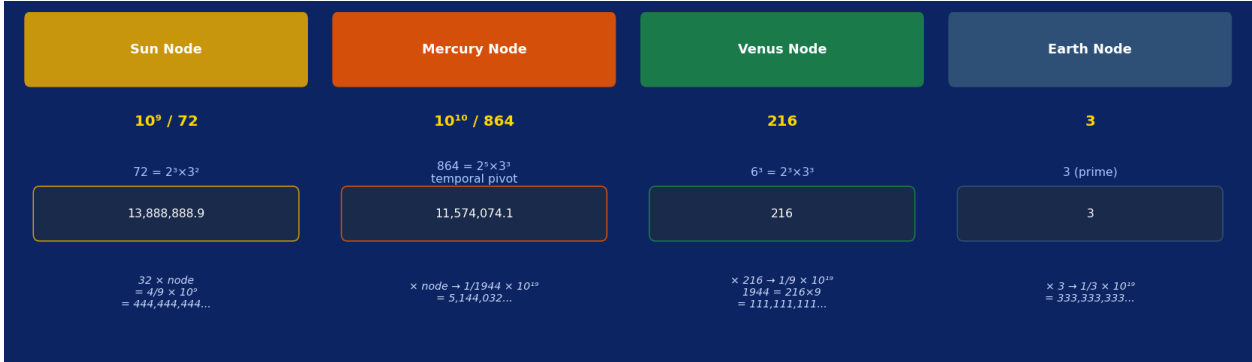 Sun Node
Mercury Node
Venus Node
Earth Node
10⁹ / 72
10¹⁰ / 864
216
3
72 = 2³×3²
864 = 2⁵×3³
temporal pivot
6³ = 2³×3³
3 (prime)
13,888,888.9
11,574,074.1
216
3
32 × node
= 4/9 × 10⁹
= 444,444,444...
× node → 1/1944 × 10¹⁹
= 5,144,032...
× 216 → 1/9 × 10¹⁹
1944 = 216×9
= 111,111,111...
× 3 → 1/3 × 10¹⁹
= 333,333,333...